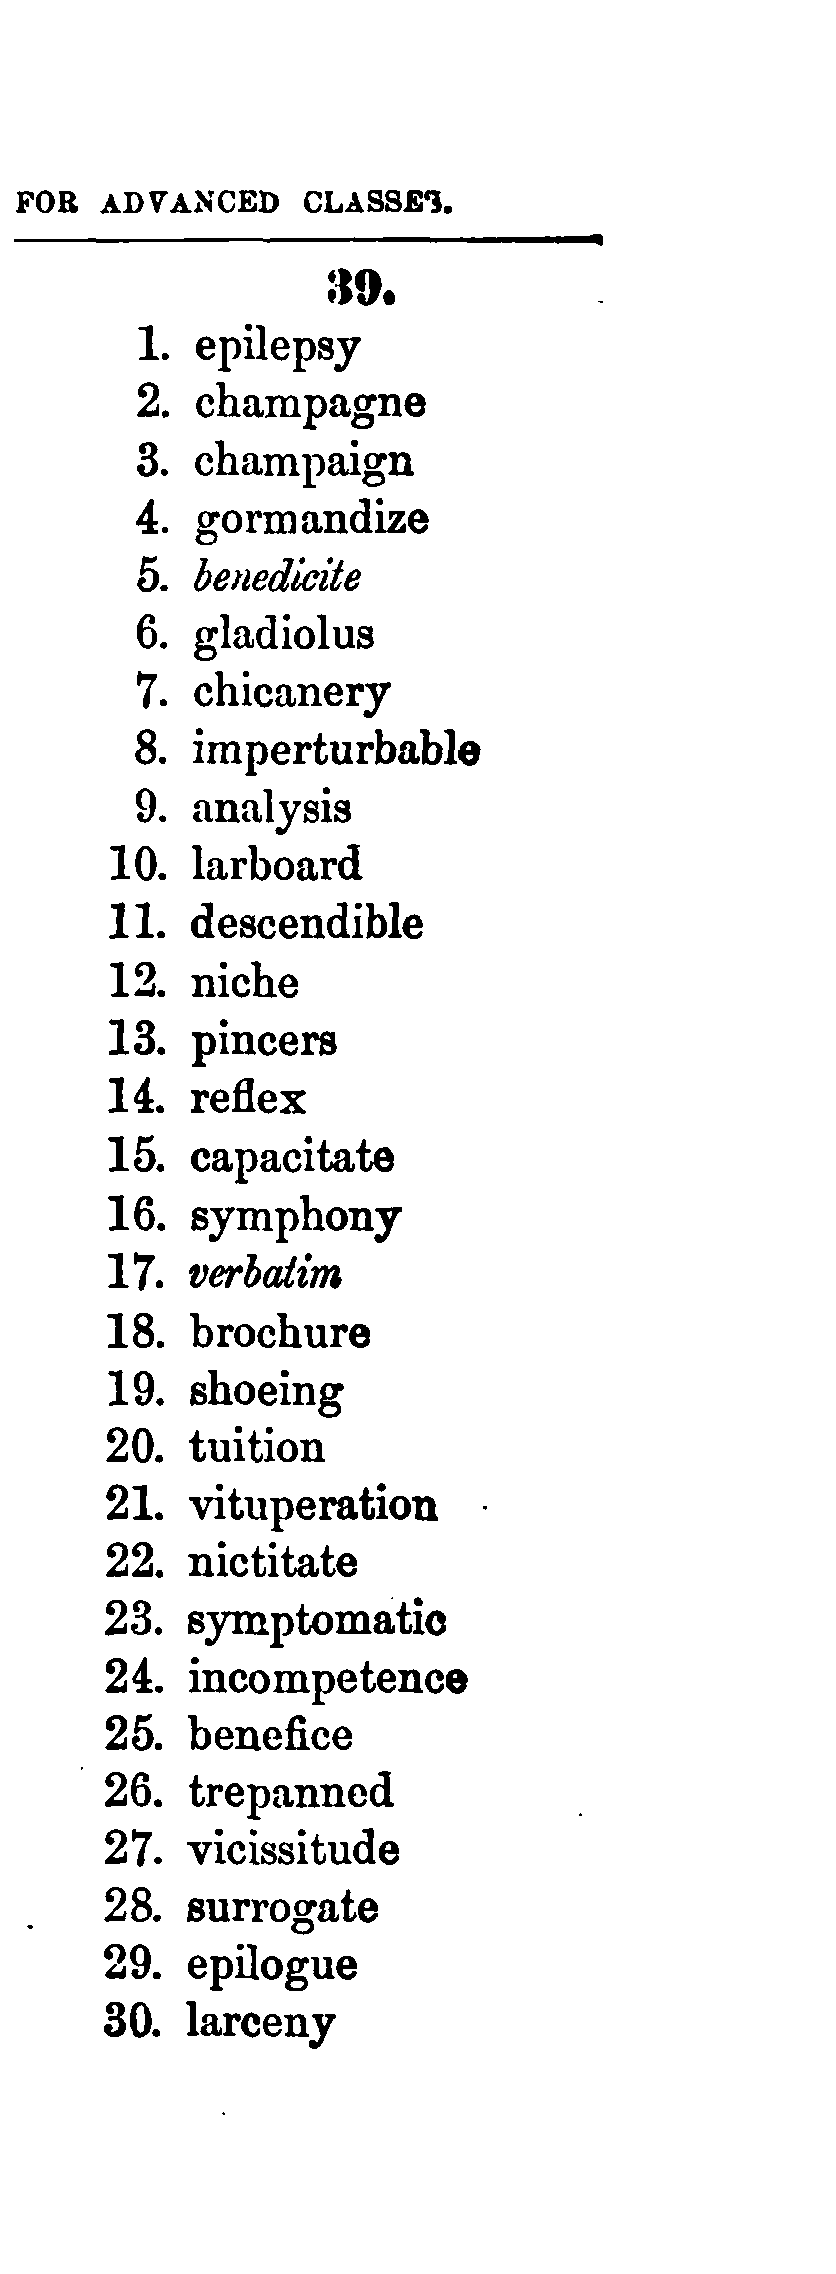 FOR ADVANCED CLASSES.
39.
1. epilepsy
2. champagne
3. champaign
4. gormandize
5. benedicite
6. gladiolus
7. chicanery
8. imperturbable
9. analysis
10. larboard
11. descendible
12. niche
13. pincers
14. reflex
15. capacitate
16. symphony
17. verbatim
18. brochure
19. shoeing
20. tuition
21. vituperation
22. nictitate
23. symptomatic
24. incompetence
25. benefice
26. trepanned
27. vicissitude
28. surrogate
29. epilogue
30. larceny